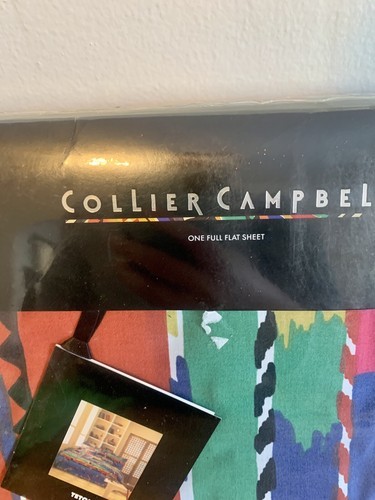 COLLIER CAMPBEL
ONE FULL FLAT SHEET